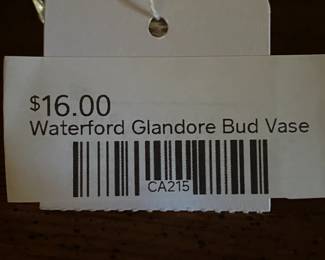 $16.00
Waterford Glandore Bud Vase
CA215